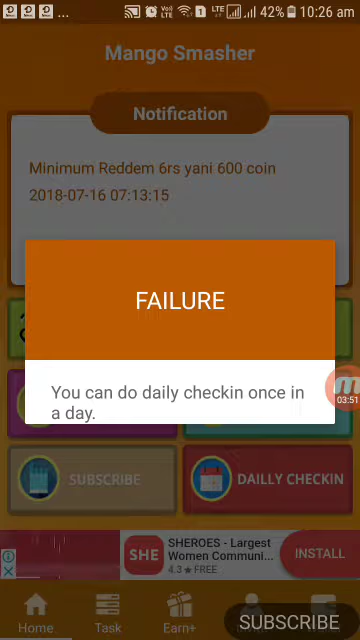 ... 42% 10:26 am
Mango Smasher
Notification
Minimum Reddem 6rs yani 600 coin
2018-07-16 07:13:15
FAILURE
You can do daily checkin once in
a day.
03:51
SUBSCRIBE
DAILLY CHECKIN
SHE
SHEROES - Largest
Women Communi...
4.3★FREE
INSTALL
Home
Task
Earn+
SUBSCRIBE